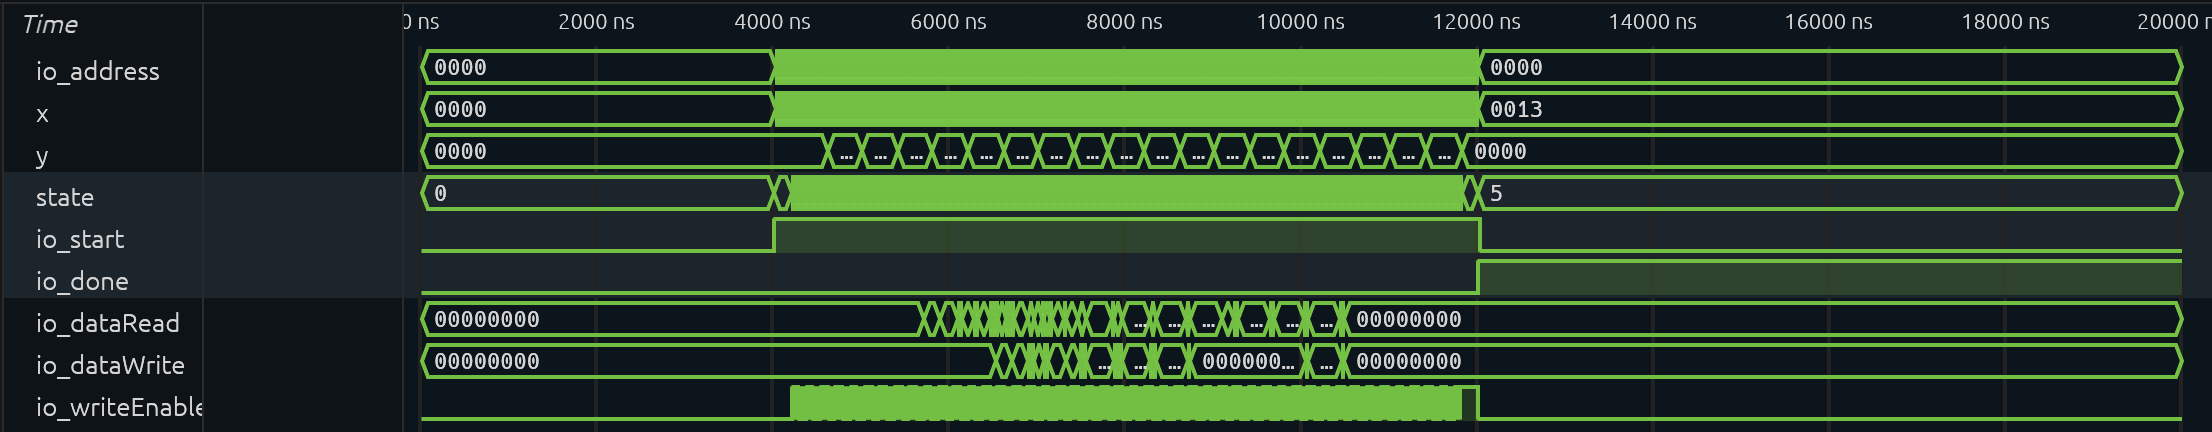 Time 0 ns 2000 ns 4000 ns 6000 ns 8000 ns 10000 ns 12000 ns 14000 ns 16000 ns 18000 ns 20000 n
io_address 0000 0000
x 0000 0013
y 0000 ... ... ... ... ... ... ... ... ... ... ... ... ... ... ... ... ... ... 0000
state 0 5
io_start
io_done
io_dataRead 00000000 ... ... ... ... ... ... 00000000
io_dataWrite 00000000 ... ... ... 000000... ... 00000000
io_writeEnable